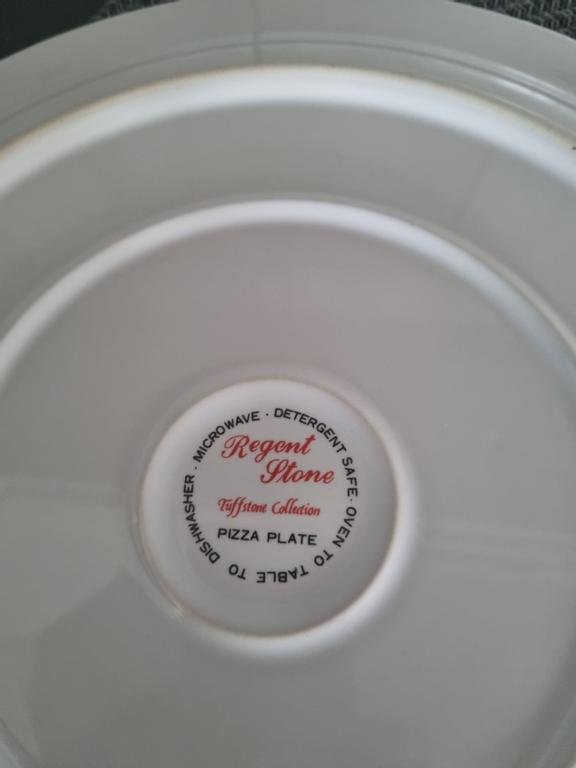 MICROWAVE · DETERGENT SAFE · OVEN TO TABLE TO DISHWASHER ·
Regent
Stone
Tuffstone Collection
PIZZA PLATE